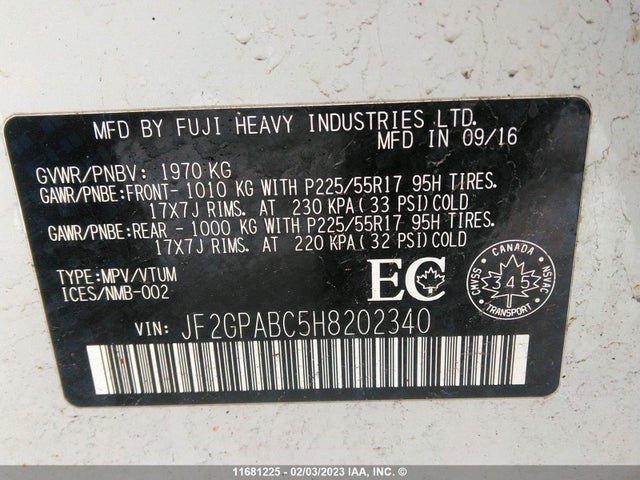 MFD BY FUJI HEAVY INDUSTRIES LTD.
MFD IN 09/16
GVWR/PNBV: 1970 KG
GAWR/PNBE:FRONT- 1010 KG WITH P225/55R17 95H TIRES.
17X7J RIMS. AT 230 KPA (33 PSI) COLD
GAWR/PNBE:REAR - 1000 KG WITH P225/55R17 95H TIRES.
17X7J RIMS. AT 220 KPA (32 PSI) COLD
TYPE:MPV/VTUM
ICES/NMB-002
EC
CANADA
CMVSS
NSVAC
345
VIN: JF2GPABC5H8202340
11681225 - 02/03/2023 IAA, INC. ©